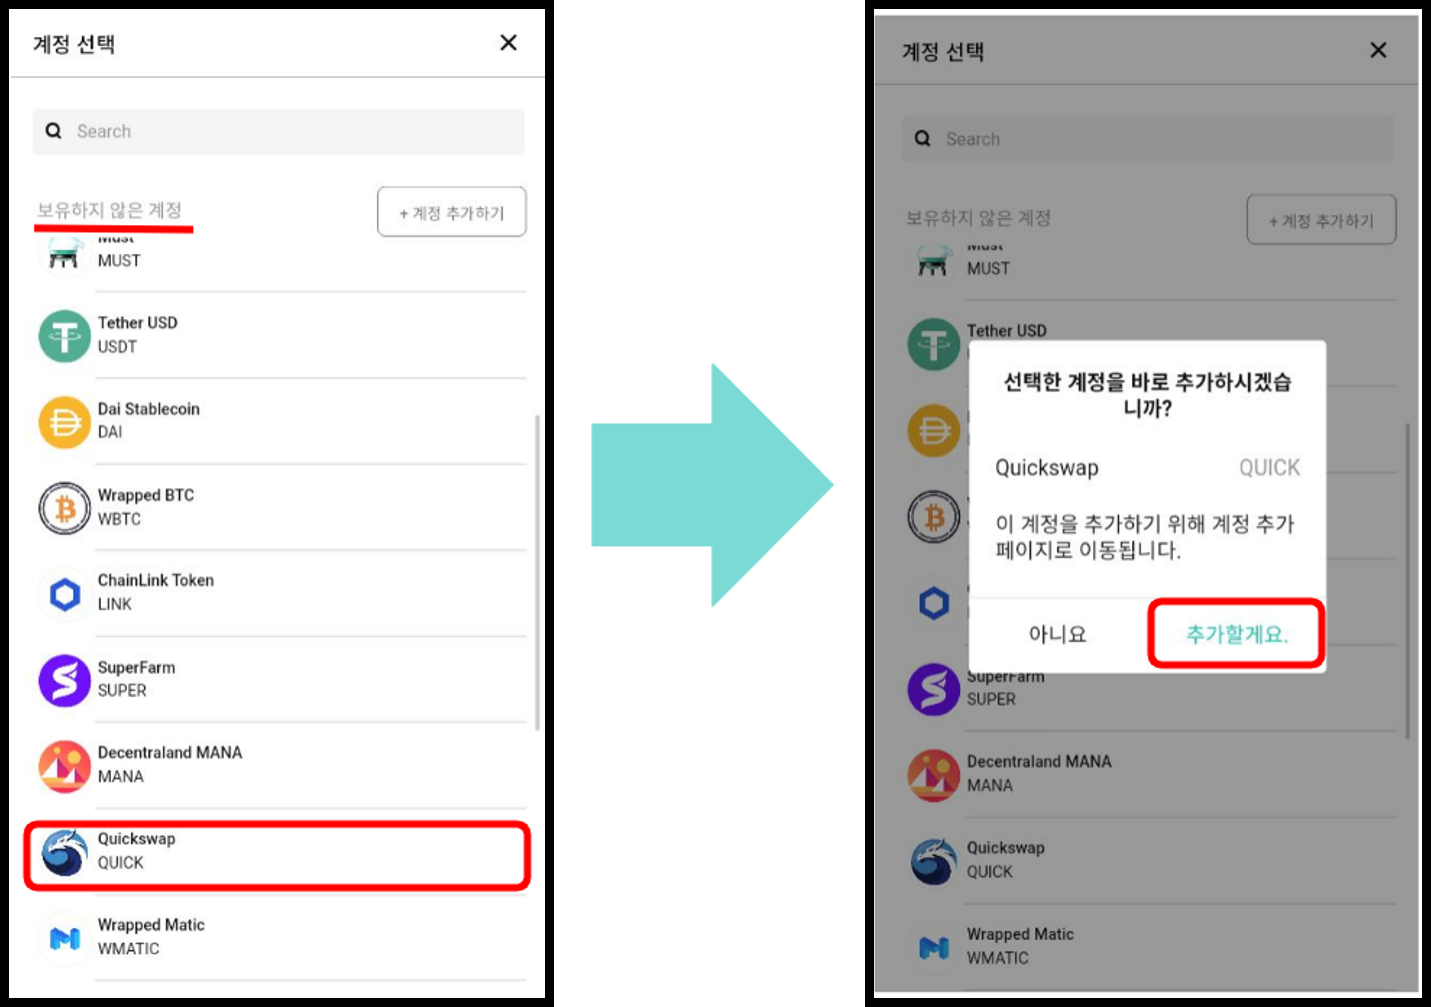 계정 선택
Search
보유하지 않은 계정
+ 계정 추가하기
Must
MUST
Tether USD
USDT
Dai Stablecoin
DAI
Wrapped BTC
WBTC
ChainLink Token
LINK
SuperFarm
SUPER
Decentraland MANA
MANA
Quickswap
QUICK
Wrapped Matic
WMATIC
계정 선택
Search
보유하지 않은 계정
+ 계정 추가하기
Must
MUST
Tether USD
선택한 계정을 바로 추가하시겠습
니까?
Quickswap QUICK
이 계정을 추가하기 위해 계정 추가
페이지로 이동됩니다.
아니요 추가할게요.
SuperFarm
SUPER
Decentraland MANA
MANA
Quickswap
QUICK
Wrapped Matic
WMATIC